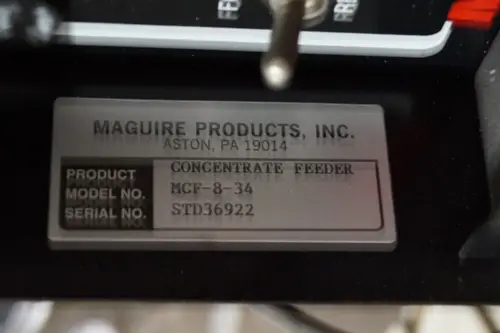 MAGUIRE PRODUCTS, INC.
ASTON, PA 19014
PRODUCT CONCENTRATE FEEDER
MODEL NO. MCF-8-34
SERIAL NO. STD36922